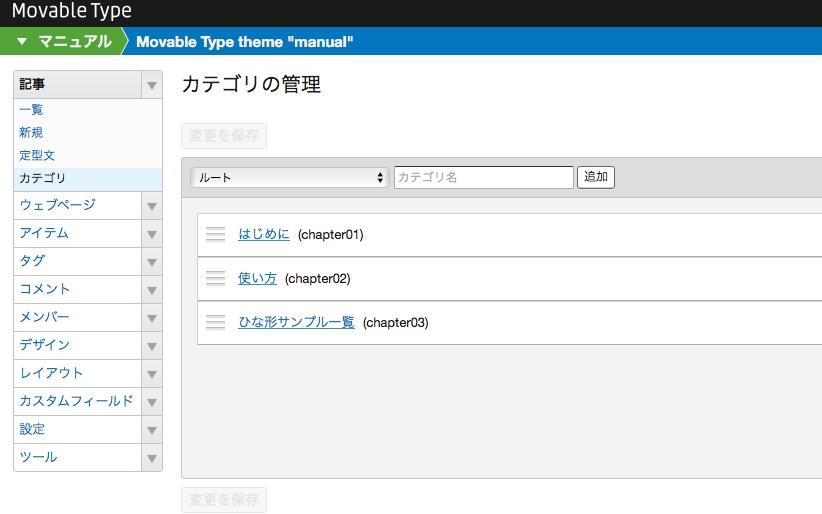 Movable Type
マニュアル Movable Type theme "manual"
記事
一覧
新規
定型文
カテゴリ
ウェブページ
アイテム
タグ
コメント
メンバー
デザイン
レイアウト
カスタムフィールド
設定
ツール
カテゴリの管理
変更を保存
ルート カテゴリ名 追加
はじめに (chapter01)
使い方 (chapter02)
ひな形サンプル一覧 (chapter03)
変更を保存